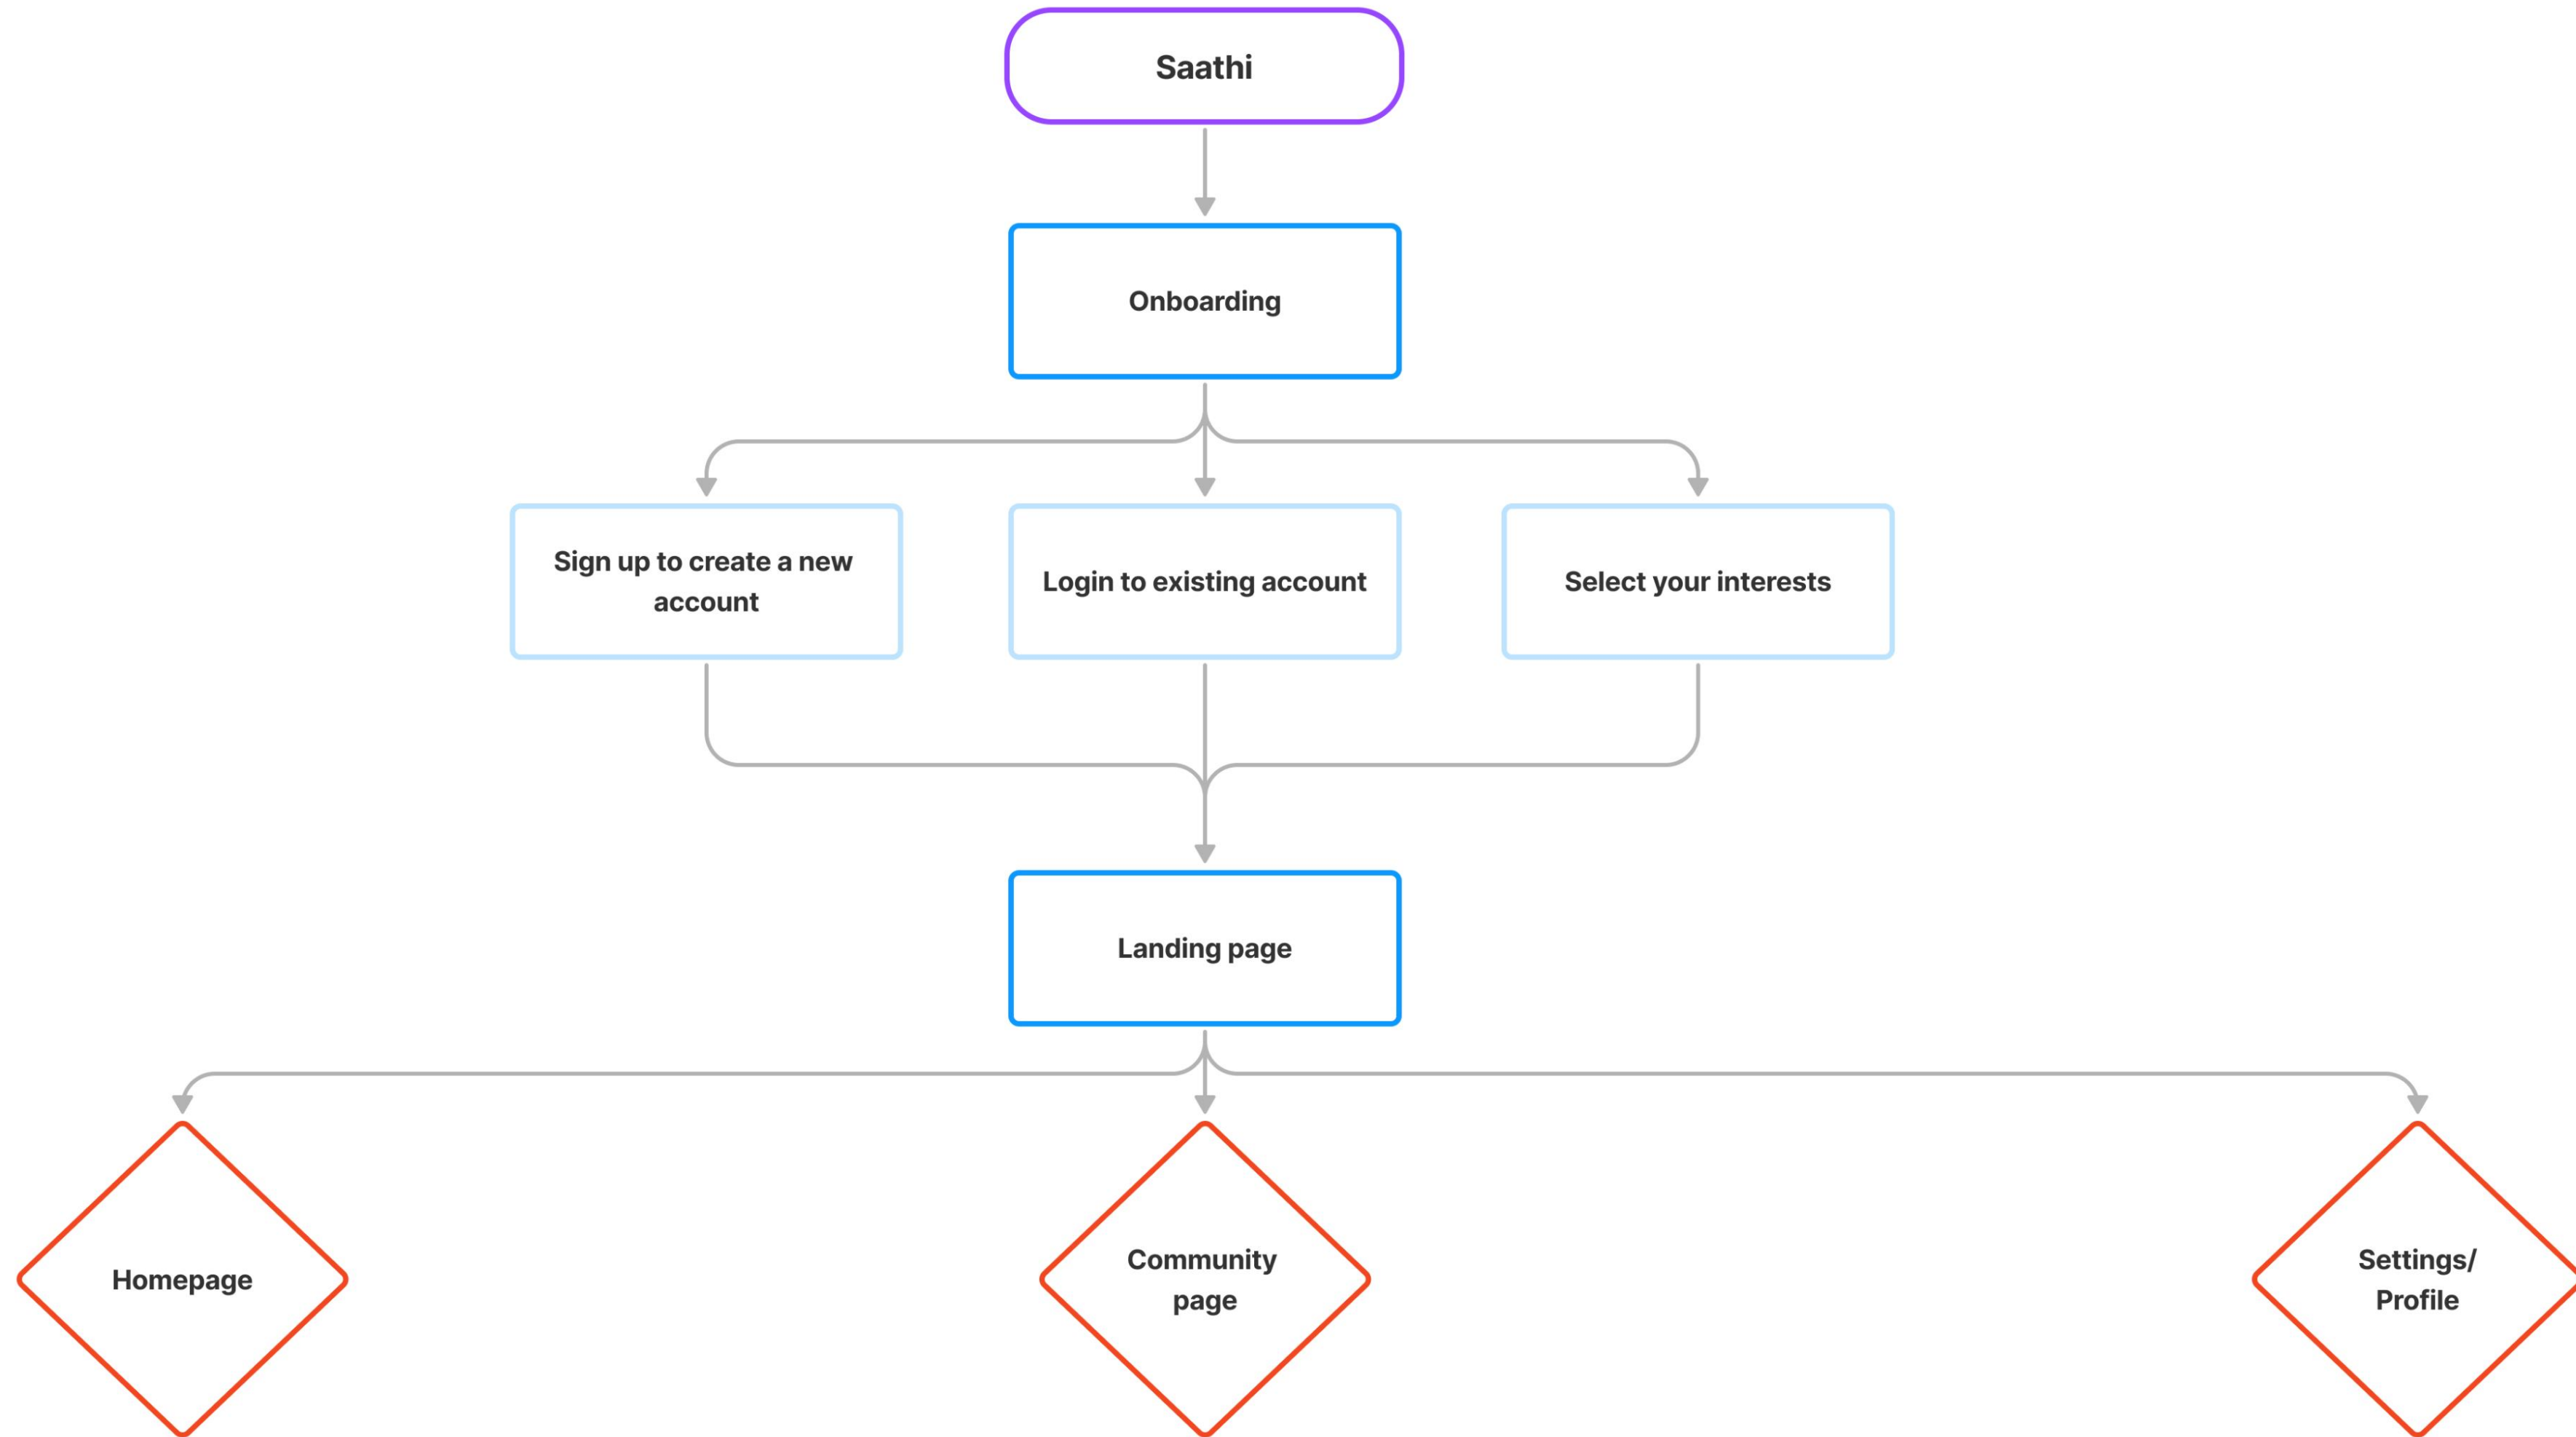 Saathi
Onboarding
Sign up to create a new
account
Login to existing account
Select your interests
Landing page
Homepage
Community
page
Settings/
Profile